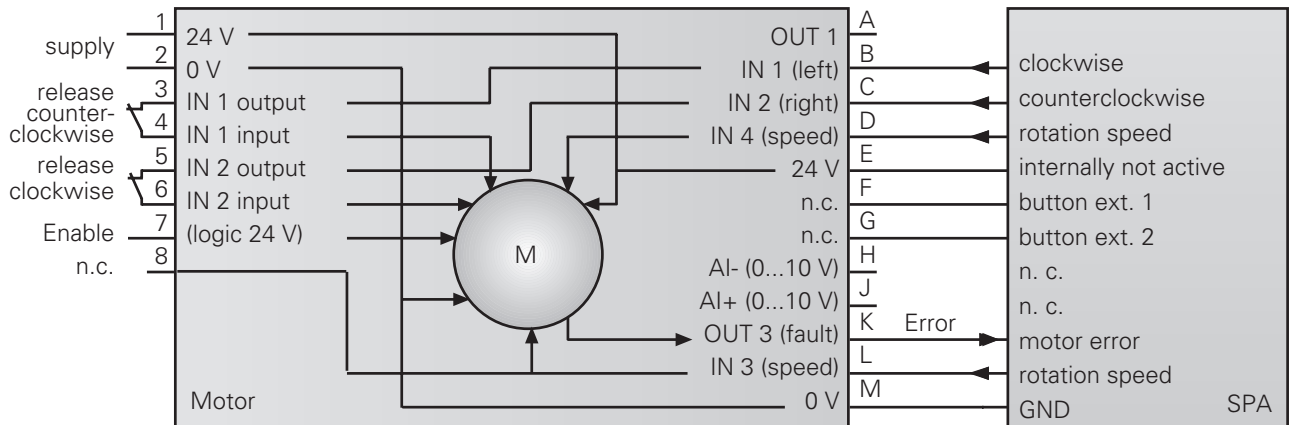 supply
release
counter-
clockwise
release
clockwise
Enable
n.c.
1
2
3
4
5
6
7
8
24 V
0 V
IN 1 output
IN 1 input
IN 2 output
IN 2 input
(logic 24 V)
Motor
M
OUT 1
IN 1 (left)
IN 2 (right)
IN 4 (speed)
24 V
n.c.
n.c.
AI- (0...10 V)
AI+ (0...10 V)
OUT 3 (fault)
IN 3 (speed)
0 V
A
B
C
D
E
F
G
H
J
K
L
M
Error
clockwise
counterclockwise
rotation speed
internally not active
button ext. 1
button ext. 2
n. c.
n. c.
motor error
rotation speed
GND
SPA